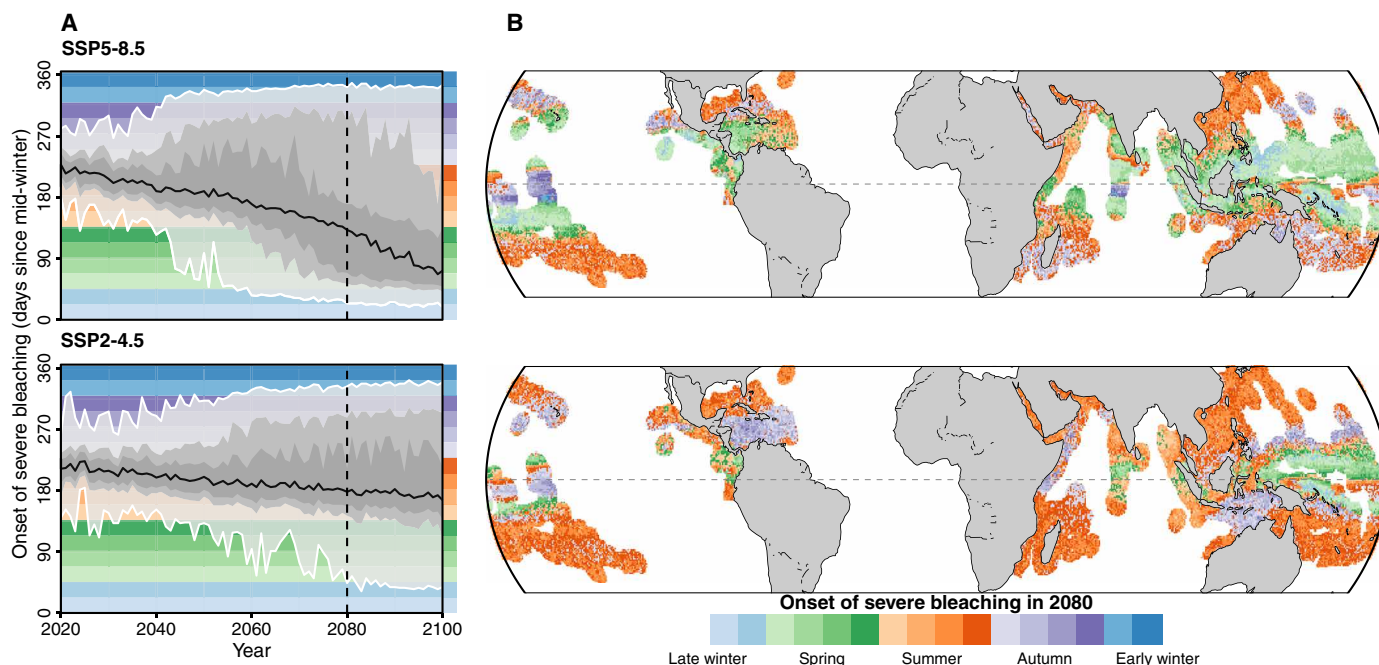 A
B
SSP5-8.5
360
270
180
90
0
SSP2-4.5
360
270
180
90
0
2020 2040 2060 2080 2100
Year
Onset of severe bleaching (days since mid-winter)
Onset of severe bleaching in 2080
Late winter Spring Summer Autumn Early winter